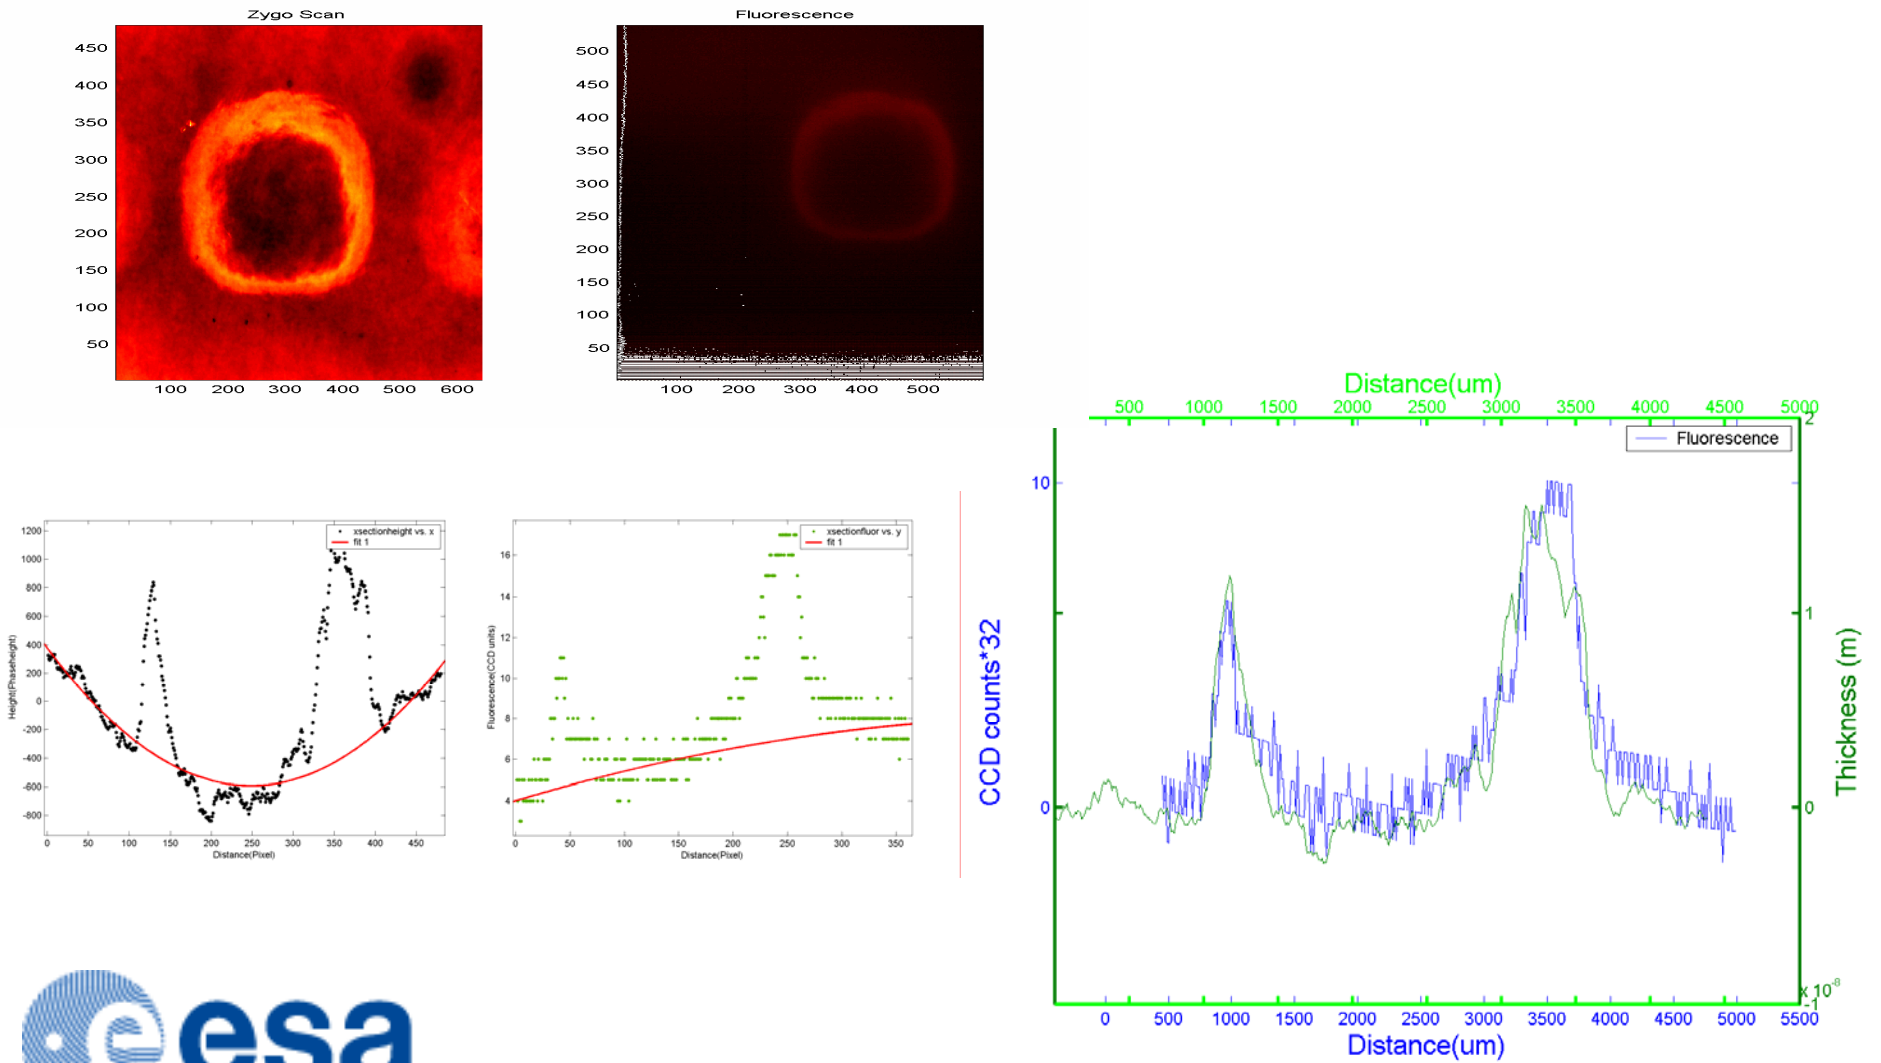 Zygo Scan
450
400
350
300
250
200
150
100
50
100 200 300 400 500 600
Fluorescence
500
450
400
350
300
250
200
150
100
50
100 200 300 400 500
1200
1000
800
600
400
200
0
-200
-400
-600
-800
Height(Phaseheight)
xsectionheight vs. x
fit 1
0 50 100 150 200 250 300 350 400 450
Distance(Pixel)
16
14
12
10
8
6
4
Fluorescence(CCD units)
xsectionfluor vs. y
fit 1
0 50 100 150 200 250 300 350
Distance(Pixel)
Distance(um)
500 1000 1500 2000 2500 3000 3500 4000 4500 5000
Fluorescence
10
0
CCD counts*32
2
1
0
-1
x 10-8
Thickness (m)
0 500 1000 1500 2000 2500 3000 3500 4000 4500 5000 5500
Distance(um)
esa